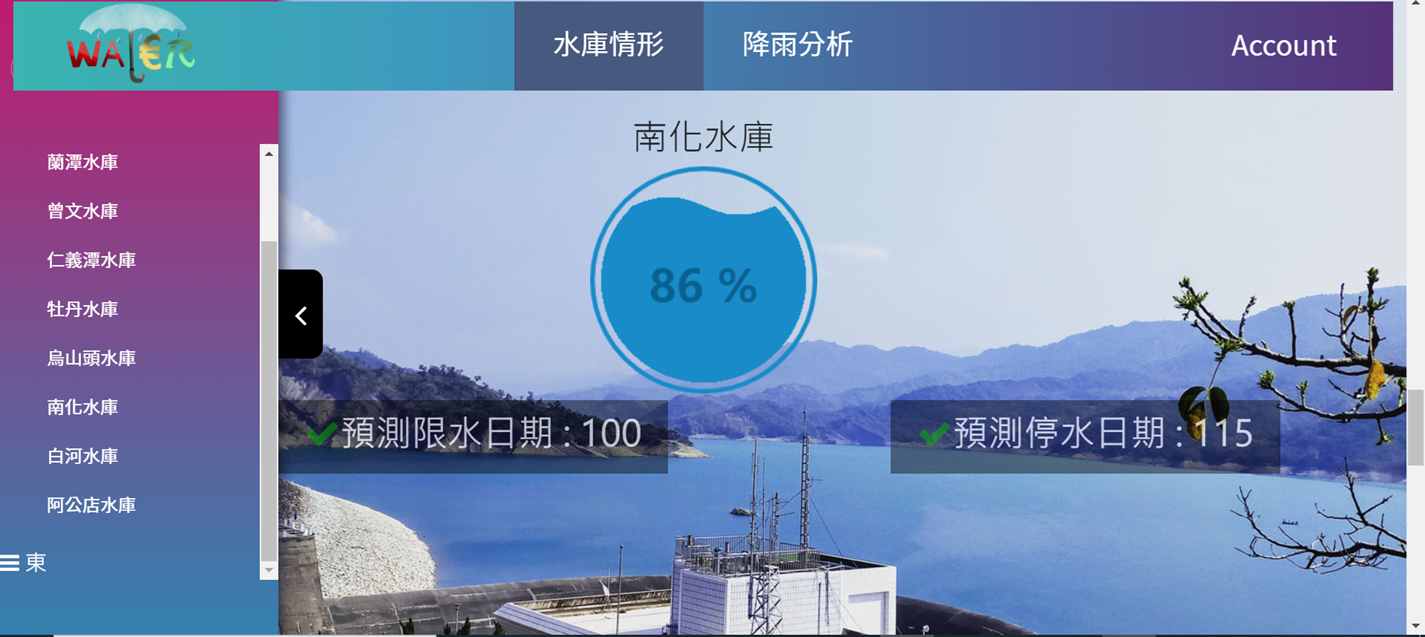 WATER
水庫情形
降雨分析
Account
蘭潭水庫
曾文水庫
仁義潭水庫
牡丹水庫
烏山頭水庫
南化水庫
白河水庫
阿公店水庫
東
南化水庫
86 %
預測限水日期 : 100
預測停水日期 : 115